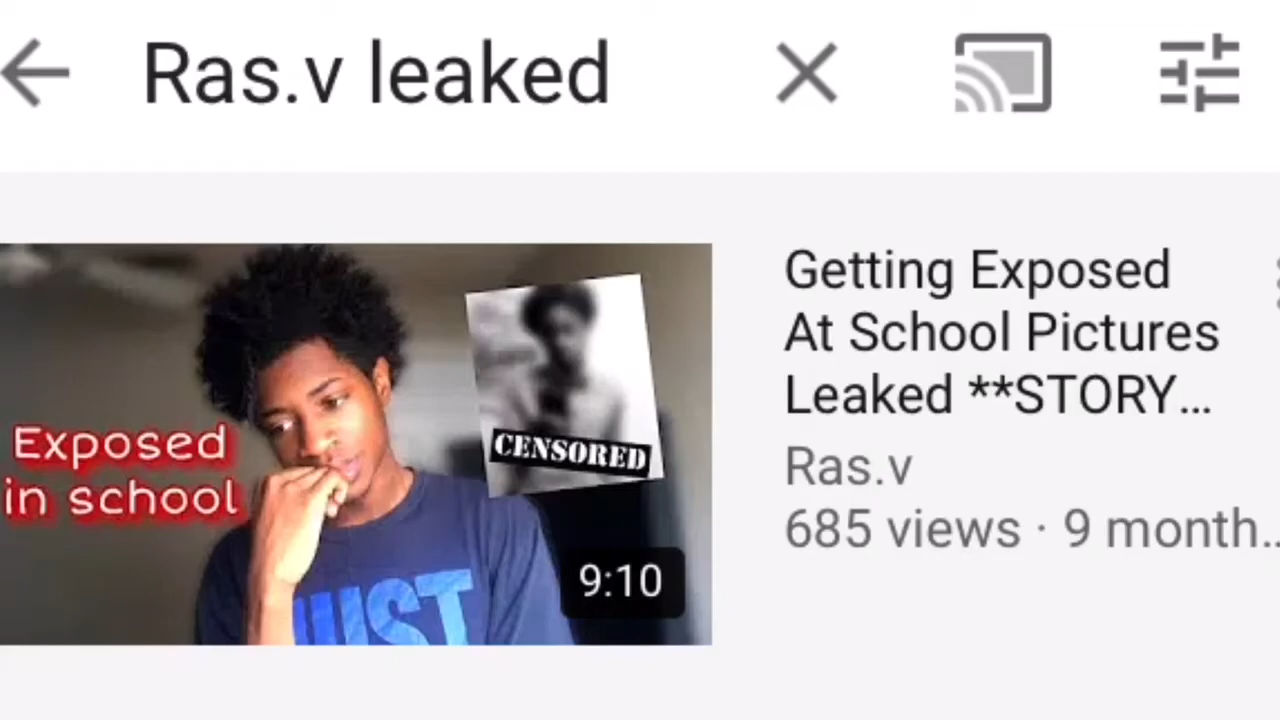 Ras.v leaked
Exposed
in school
CENSORED
JUST
9:10
Getting Exposed
At School Pictures
Leaked **STORY...
Ras.v
685 views · 9 month...